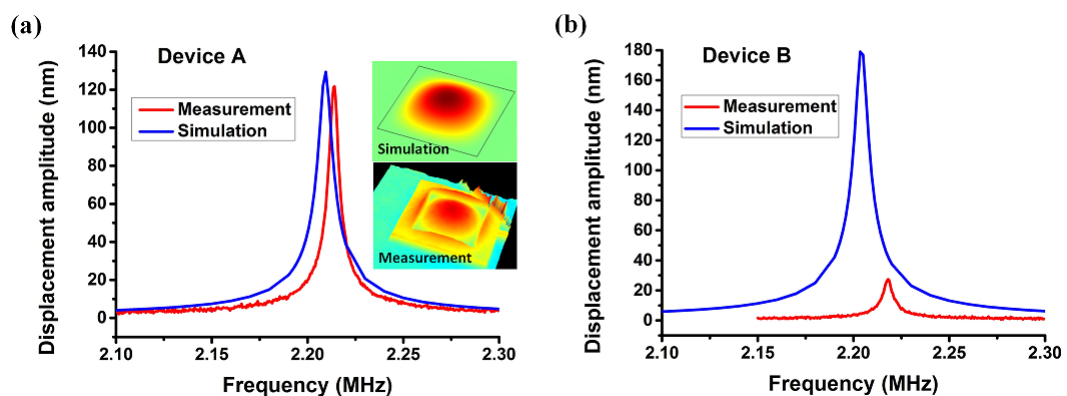 (a)
Device A
Measurement
Simulation
Simulation
Measurement
Displacement amplitude (nm)
140
120
100
80
60
40
20
0
2.10
2.15
2.20
2.25
2.30
Frequency (MHz)
(b)
Device B
Measurement
Simulation
Displacement amplitude (nm)
180
160
140
120
100
80
60
40
20
0
2.10
2.15
2.20
2.25
2.30
Frequency (MHz)